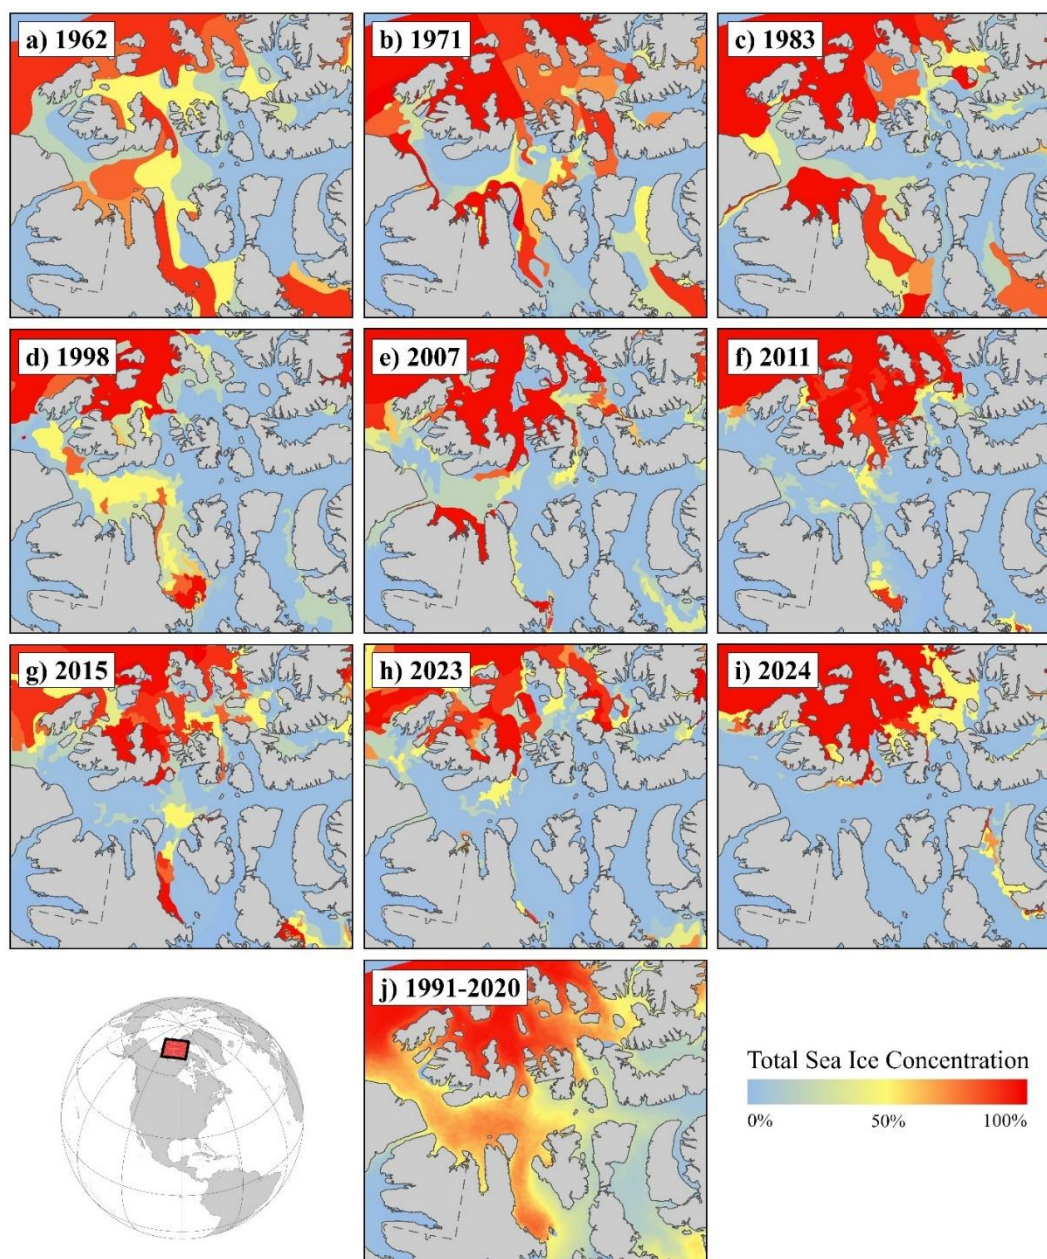 a) 1962
b) 1971
c) 1983
d) 1998
e) 2007
f) 2011
g) 2015
h) 2023
i) 2024
j) 1991-2020
Total Sea Ice Concentration
0% 50% 100%